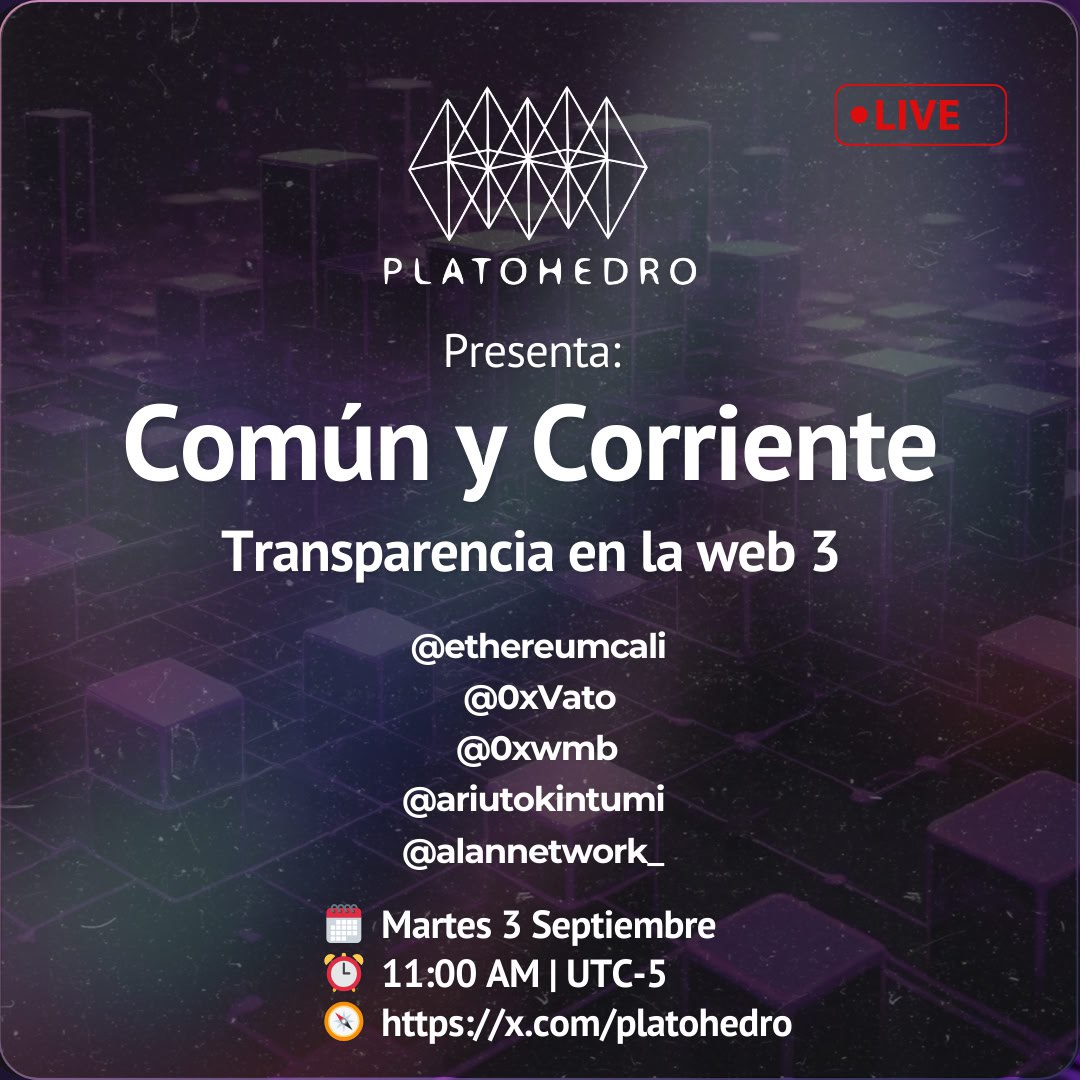 LIVE
PLATOHEDRO
Presenta:
Común y Corriente
Transparencia en la web 3
@ethereumcali
@0xVato
@0xwmb
@ariutokintumi
@alannetwork_
Martes 3 Septiembre
11:00 AM | UTC-5
https://x.com/platohedro